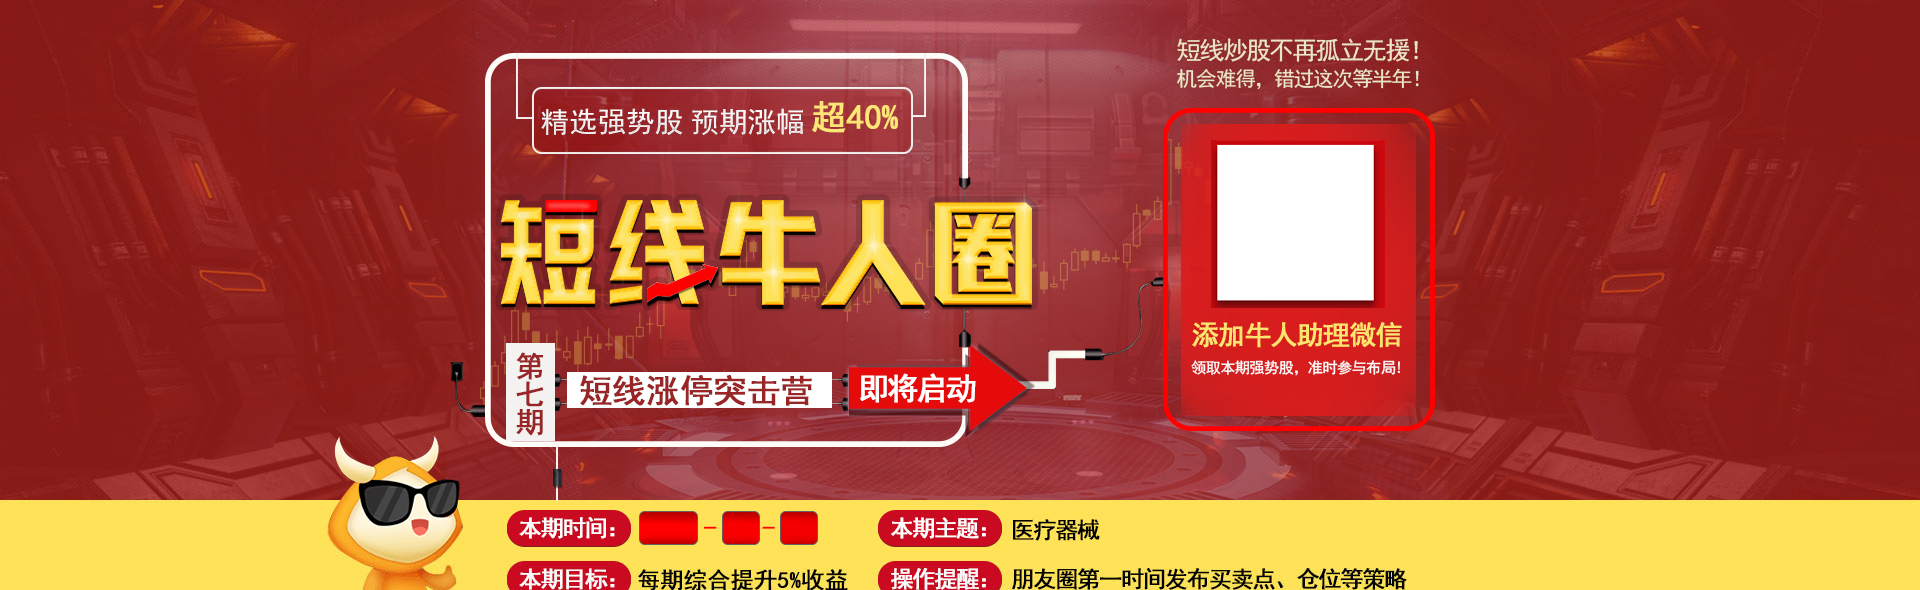 短线炒股不再孤立无援！
机会难得，错过这次等半年！
精选强势股 预期涨幅 超40%
短线牛人圈
第七期
短线涨停突击营
即将启动
添加牛人助理微信
领取本期强势股，准时参与布局！
本期时间：
本期主题： 医疗器械
本期目标： 每期综合提升5%收益
操作提醒： 朋友圈第一时间发布买卖点、仓位等策略